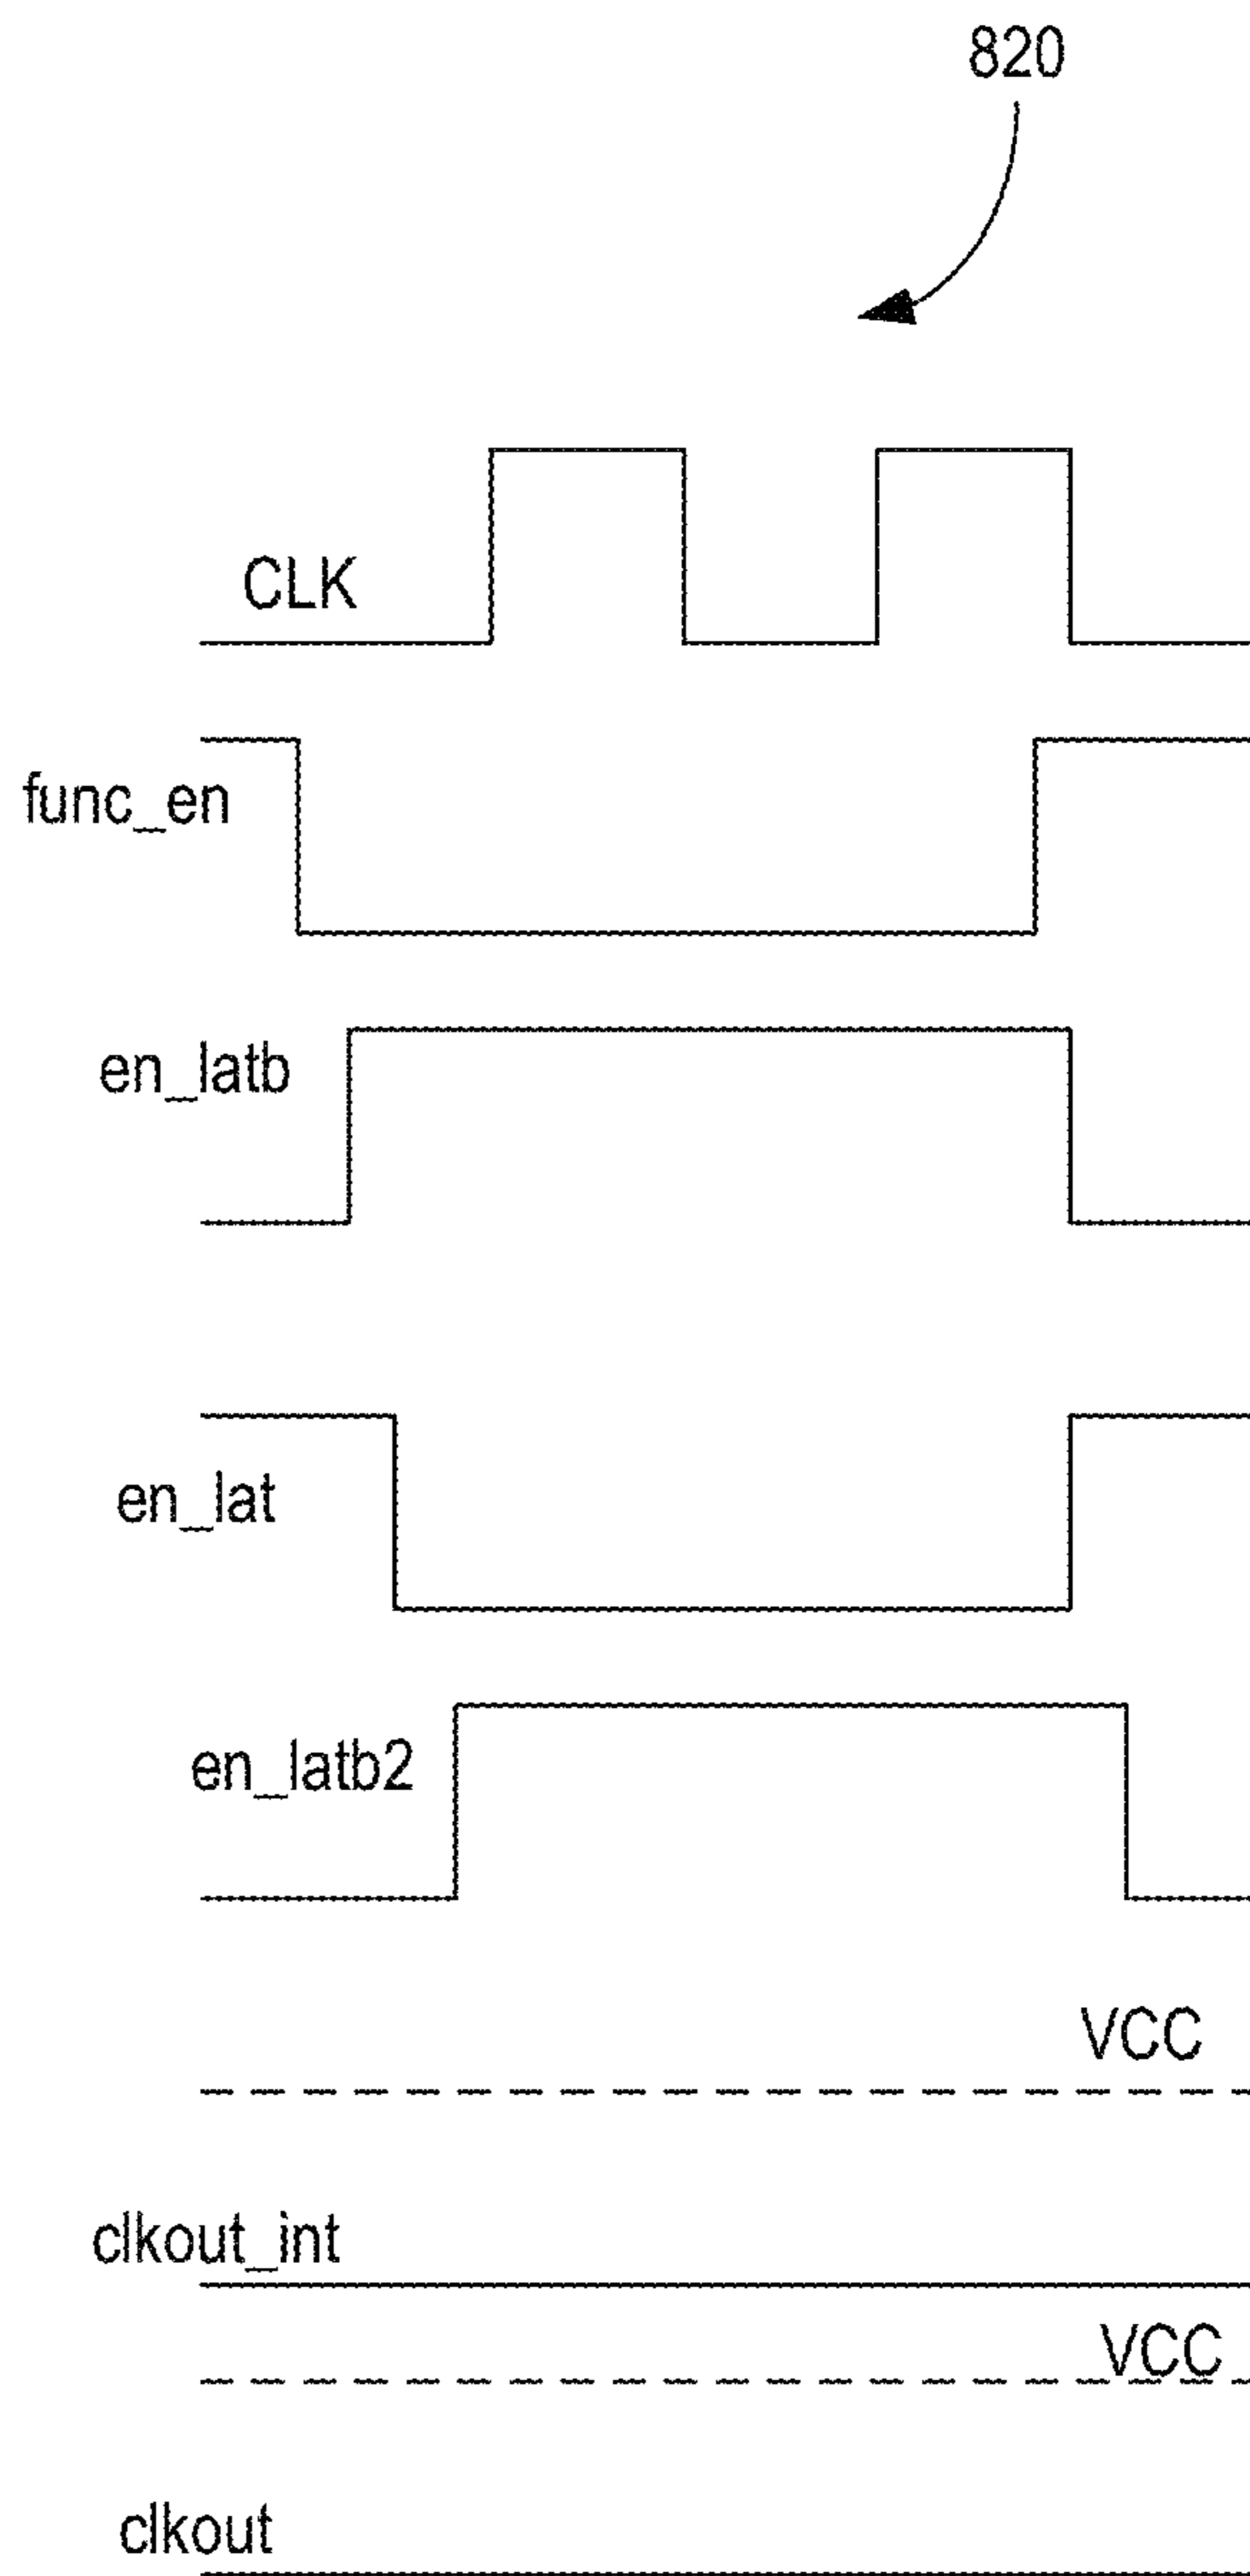 820
CLK
func_en
en_latb
en_lat
en_latb2
VCC
clkout_int
VCC
clkout